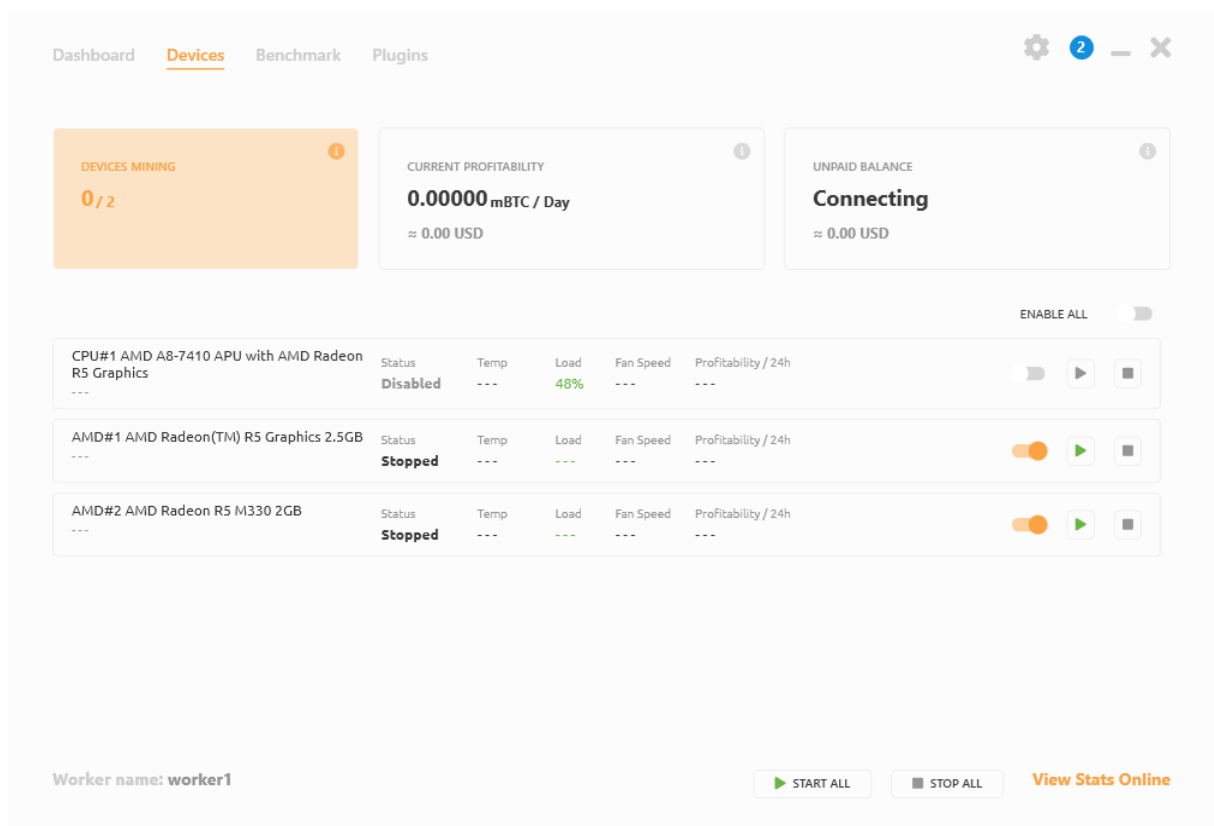 Dashboard Devices Benchmark Plugins 2
DEVICES MINING
0 / 2
CURRENT PROFITABILITY
0.00000 mBTC / Day
≈ 0.00 USD
UNPAID BALANCE
Connecting
≈ 0.00 USD
ENABLE ALL
CPU#1 AMD A8-7410 APU with AMD Radeon
R5 Graphics
---
Status Temp Load Fan Speed Profitability / 24h
Disabled --- 48% --- ---
AMD#1 AMD Radeon(TM) R5 Graphics 2.5GB
---
Status Temp Load Fan Speed Profitability / 24h
Stopped --- --- --- ---
AMD#2 AMD Radeon R5 M330 2GB
---
Status Temp Load Fan Speed Profitability / 24h
Stopped --- --- --- ---
Worker name: worker1 START ALL STOP ALL View Stats Online